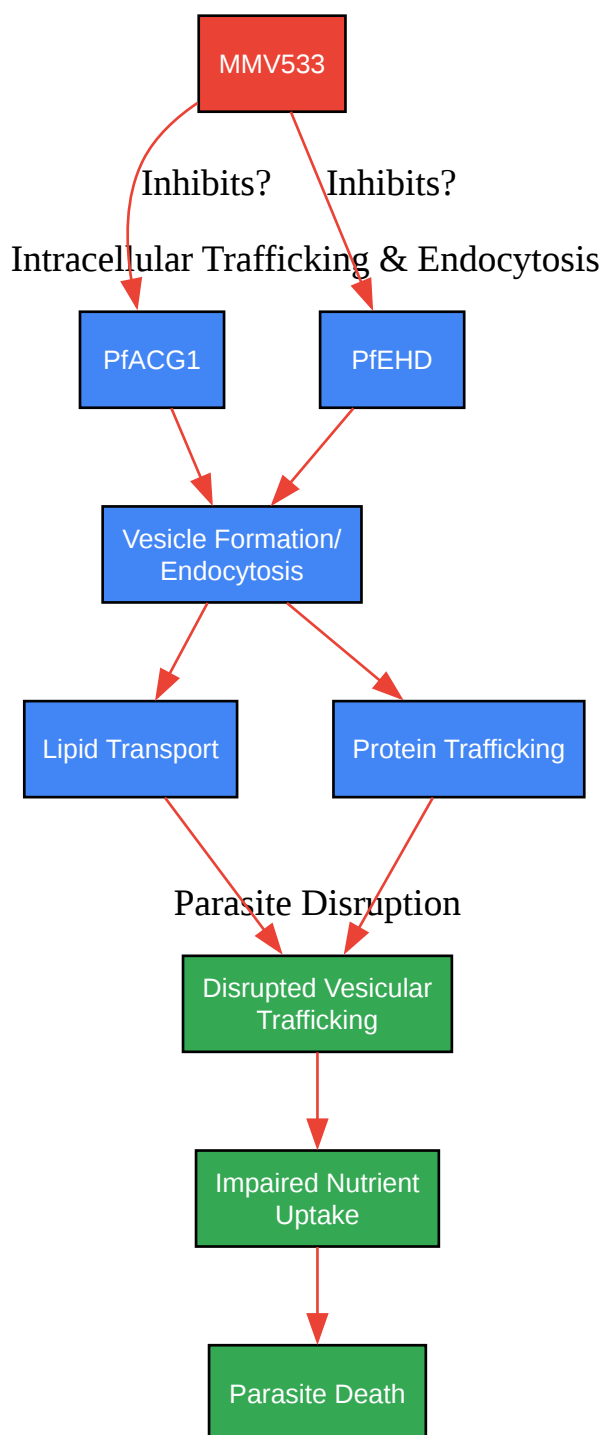 MMV533
Inhibits?
Inhibits?
Intracellular Trafficking & Endocytosis
PfACG1
PfEHD
Vesicle Formation/
Endocytosis
Lipid Transport
Protein Trafficking
Parasite Disruption
Disrupted Vesicular
Trafficking
Impaired Nutrient
Uptake
Parasite Death